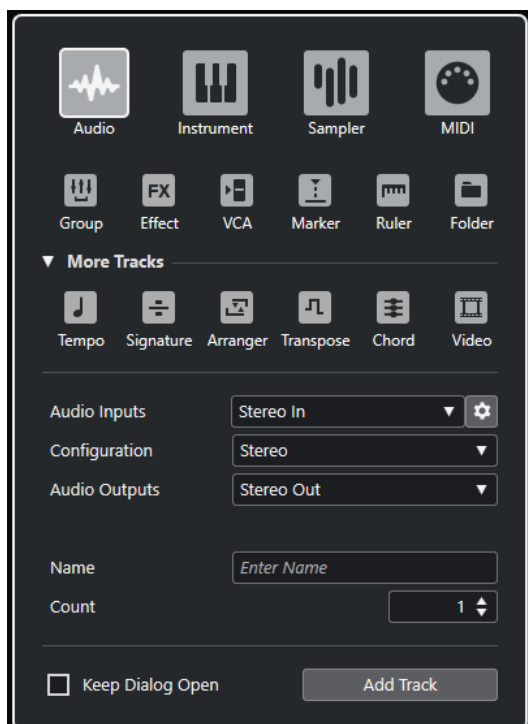 Audio Instrument Sampler MIDI
FX
Group Effect VCA Marker Ruler Folder
▼ More Tracks
Tempo Signature Arranger Transpose Chord Video
Audio Inputs Stereo In
Configuration Stereo
Audio Outputs Stereo Out
Name Enter Name
Count 1
Keep Dialog Open Add Track